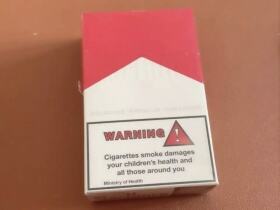 WARNING
Cigarettes smoke damages
your children's health and
all those around you
Ministry of Health